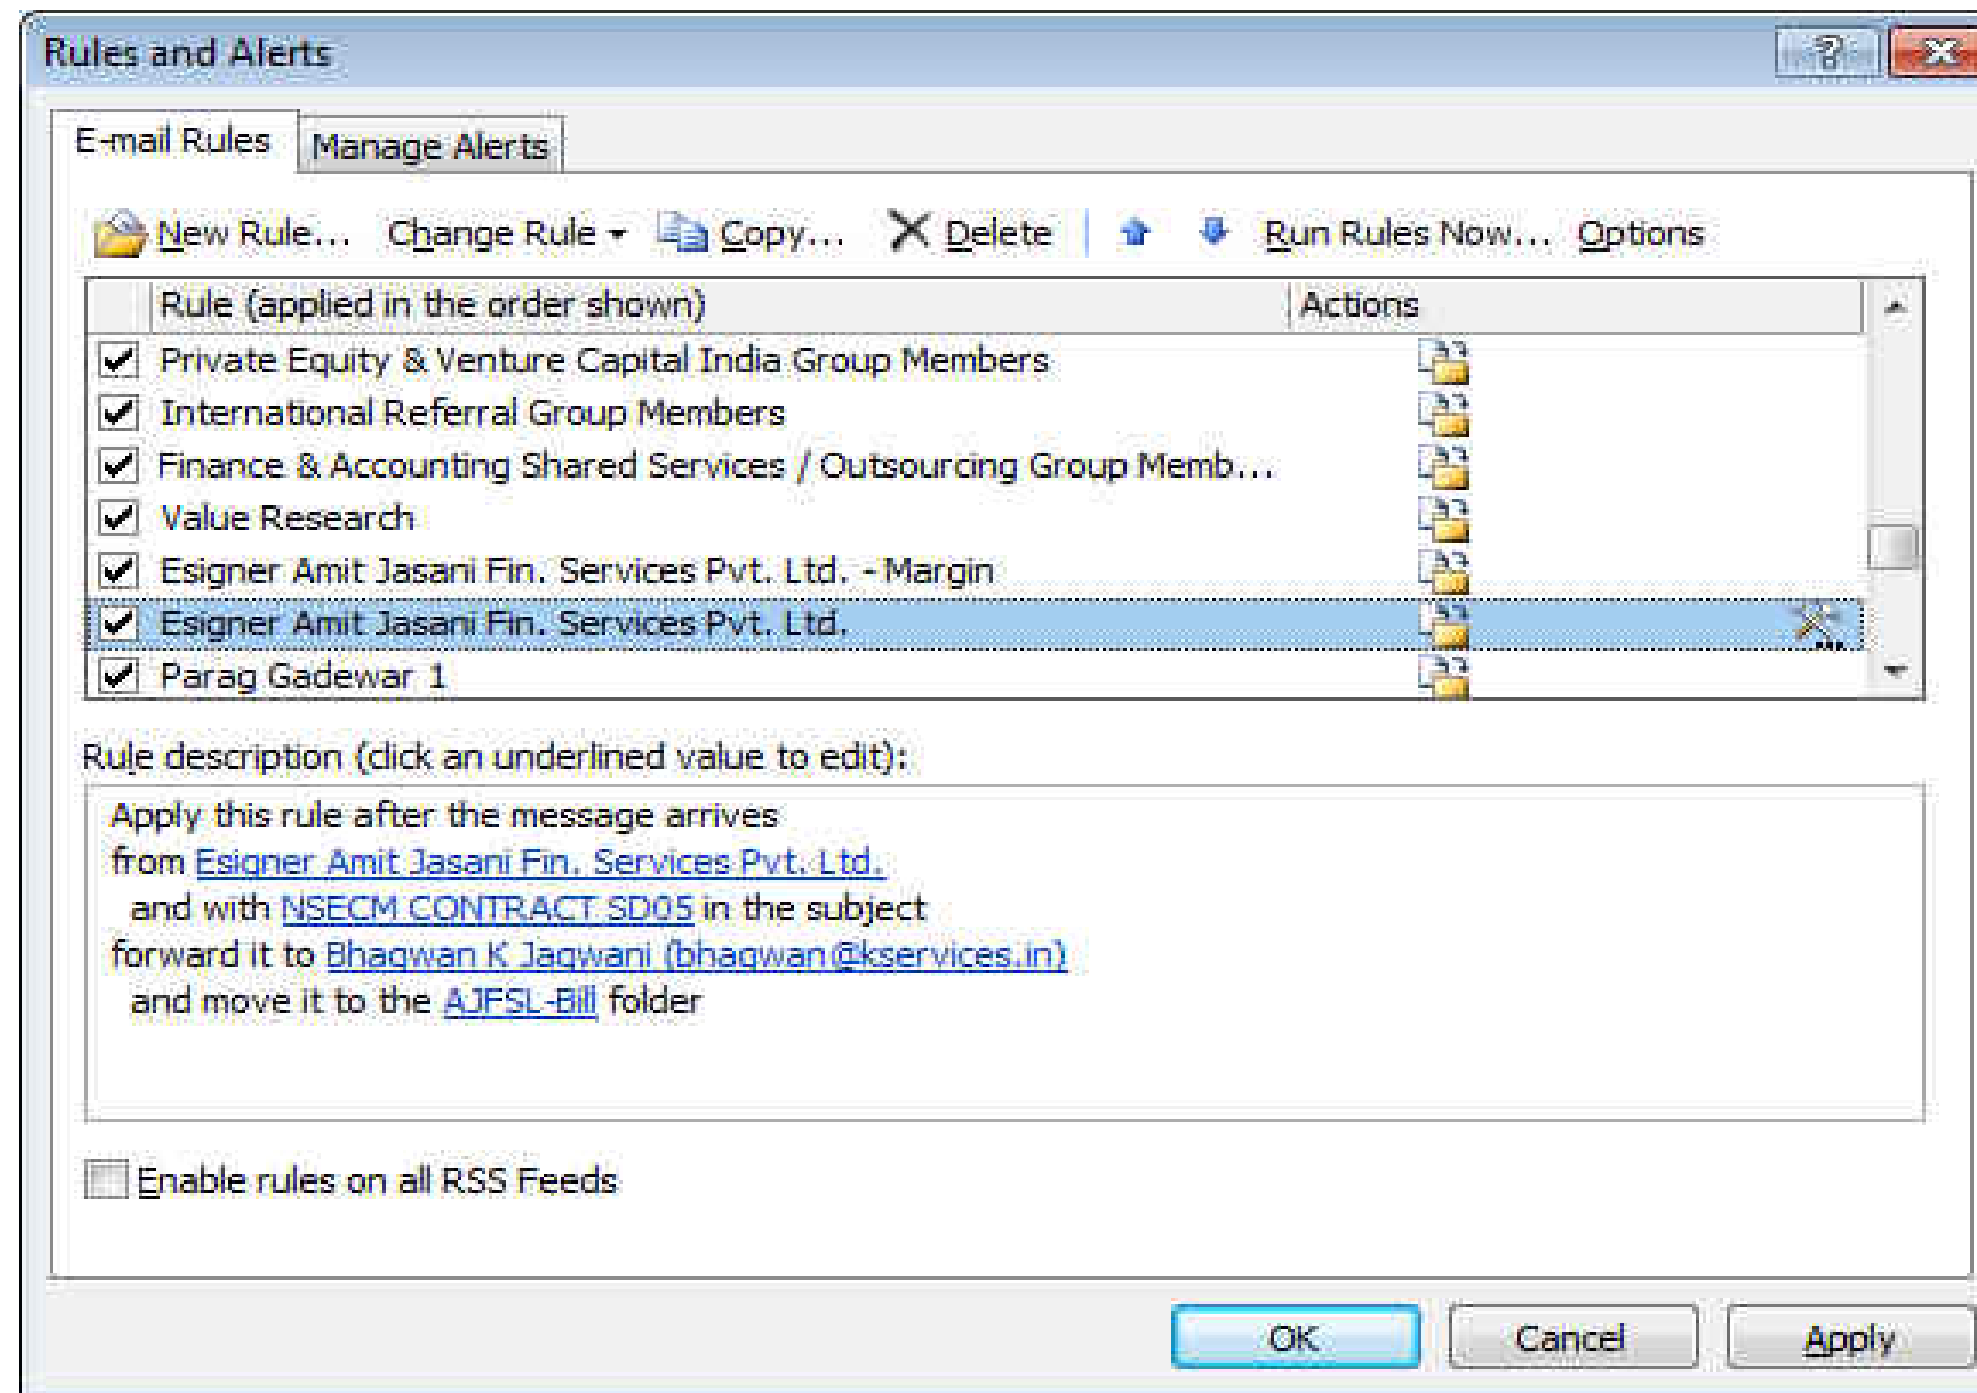 Rules and Alerts
E-mail Rules
Manage Alerts
New Rule... Change Rule Copy... Delete Run Rules Now... Options
Rule (applied in the order shown) Actions
Private Equity & Venture Capital India Group Members
International Referral Group Members
Finance & Accounting Shared Services / Outsourcing Group Memb...
Value Research
Esigner Amit Jasani Fin. Services Pvt. Ltd. - Margin
Esigner Amit Jasani Fin. Services Pvt. Ltd.
Parag Gadewar 1
Rule description (click an underlined value to edit):
Apply this rule after the message arrives
from Esigner Amit Jasani Fin. Services Pvt. Ltd.
and with NSECM CONTRACT SD05 in the subject
forward it to Bhagwan K Jagwani (bhagwan@kservices.in)
and move it to the AJFSL-Bill folder
Enable rules on all RSS Feeds
OK Cancel Apply